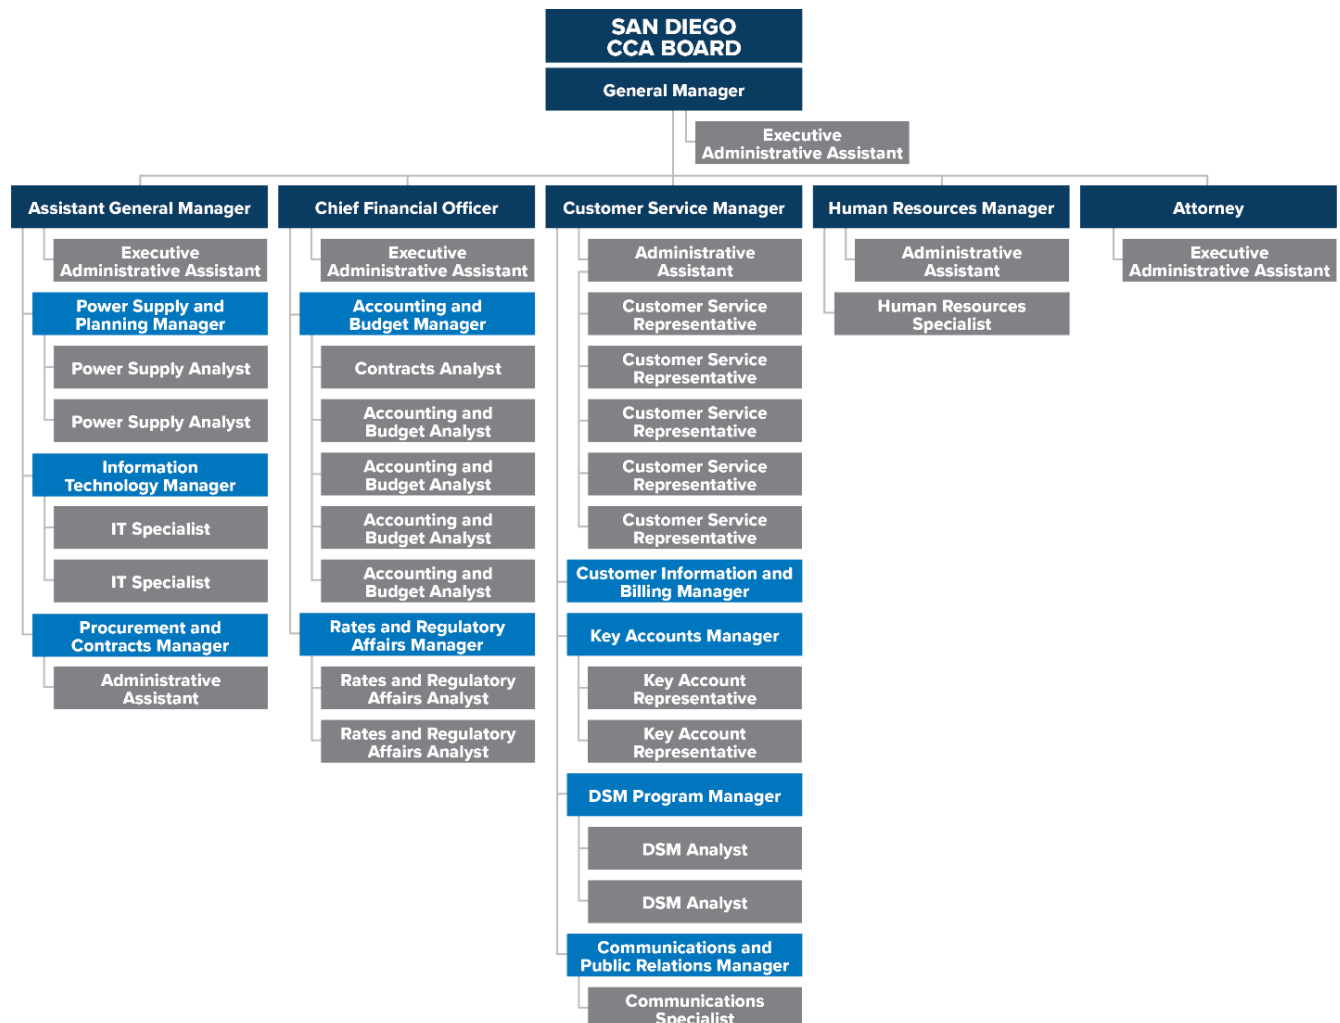 SAN DIEGO
CCA BOARD
General Manager
Executive
Administrative Assistant
Assistant General Manager
Executive
Administrative Assistant
Power Supply and
Planning Manager
Power Supply Analyst
Power Supply Analyst
Information
Technology Manager
IT Specialist
IT Specialist
Procurement and
Contracts Manager
Administrative
Assistant
Chief Financial Officer
Executive
Administrative Assistant
Accounting and
Budget Manager
Contracts Analyst
Accounting and
Budget Analyst
Accounting and
Budget Analyst
Accounting and
Budget Analyst
Accounting and
Budget Analyst
Rates and Regulatory
Affairs Manager
Rates and Regulatory
Affairs Analyst
Rates and Regulatory
Affairs Analyst
Customer Service Manager
Administrative
Assistant
Customer Service
Representative
Customer Service
Representative
Customer Service
Representative
Customer Service
Representative
Customer Service
Representative
Customer Information and
Billing Manager
Key Accounts Manager
Key Account
Representative
Key Account
Representative
DSM Program Manager
DSM Analyst
DSM Analyst
Communications and
Public Relations Manager
Communications
Specialist
Human Resources Manager
Administrative
Assistant
Human Resources
Specialist
Attorney
Executive
Administrative Assistant